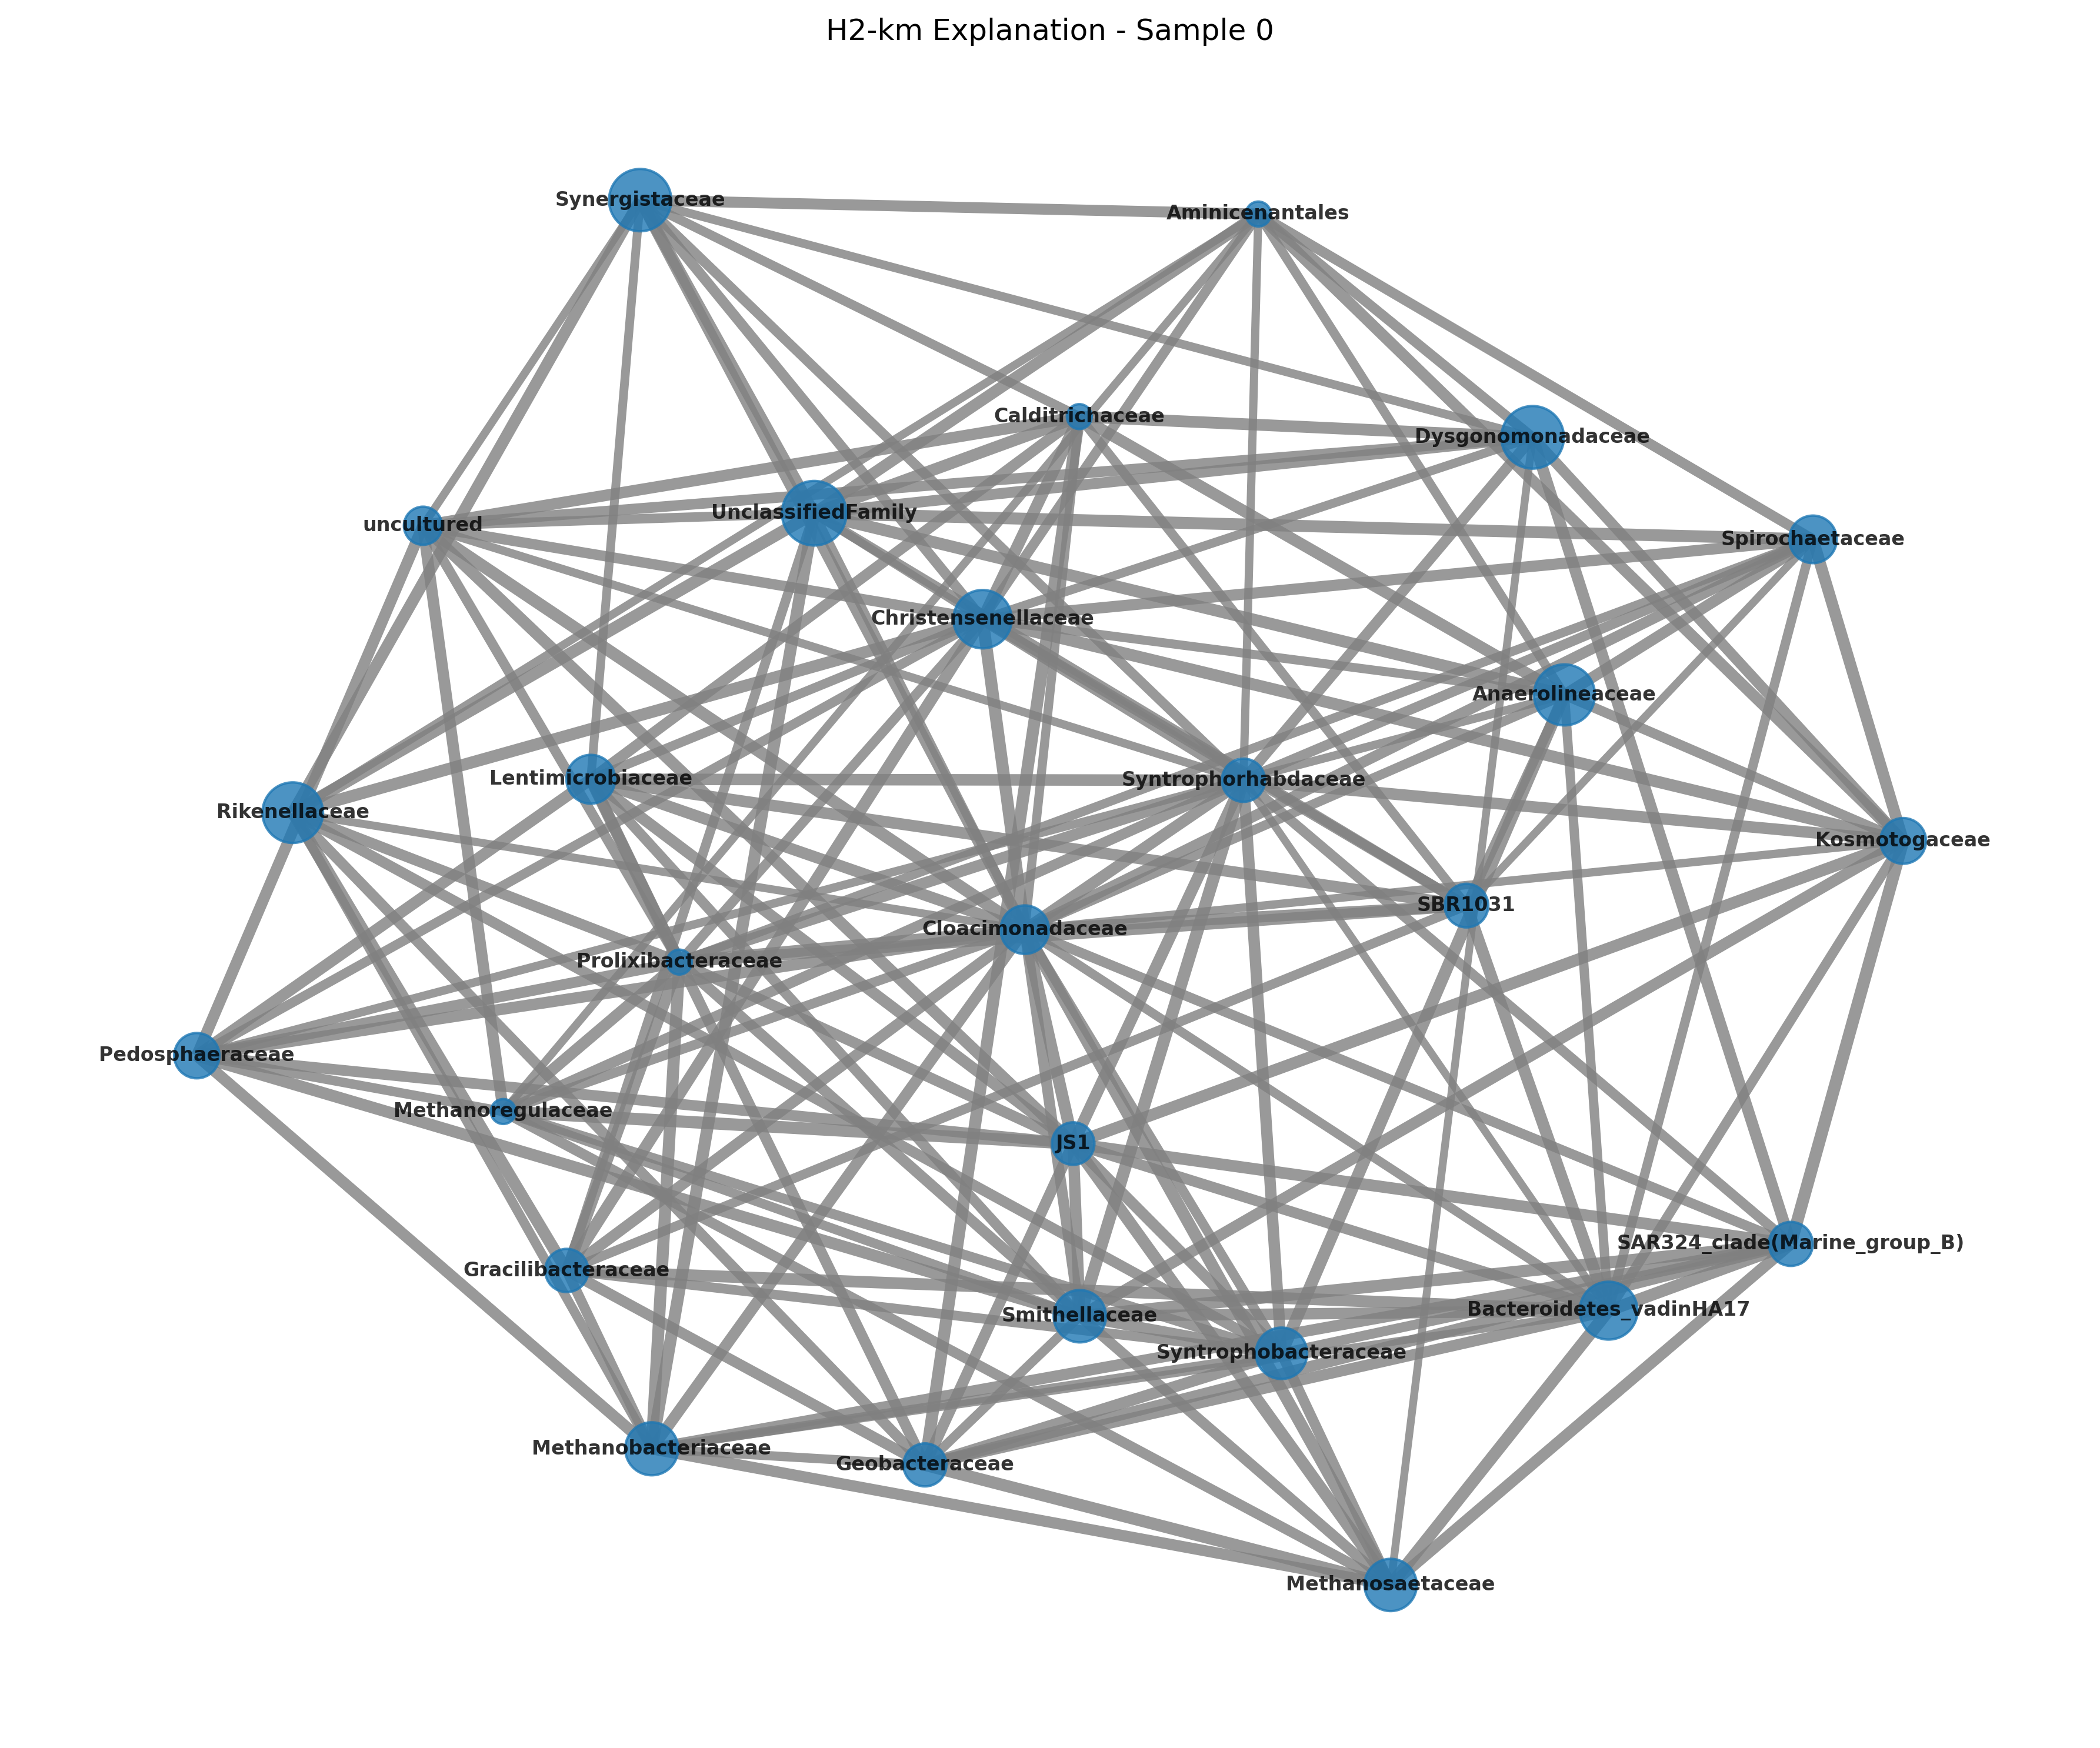 H2-km Explanation - Sample 0
Synergistaceae
Aminicenantales
Calditrichaceae
Dysgonomonadaceae
UnclassifiedFamily
uncultured
Spirochaetaceae
Christensenellaceae
Anaerolineaceae
Lentimicrobiaceae
Syntrophorhabdaceae
Rikenellaceae
Kosmotogaceae
SBR1031
Cloacimonadaceae
Prolixibacteraceae
Pedosphaeraceae
Methanoregulaceae
JS1
SAR324_clade(Marine_group_B)
Gracilibacteraceae
Bacteroidetes_vadinHA17
Smithellaceae
Syntrophobacteraceae
Methanobacteriaceae
Geobacteraceae
Methanosaetaceae